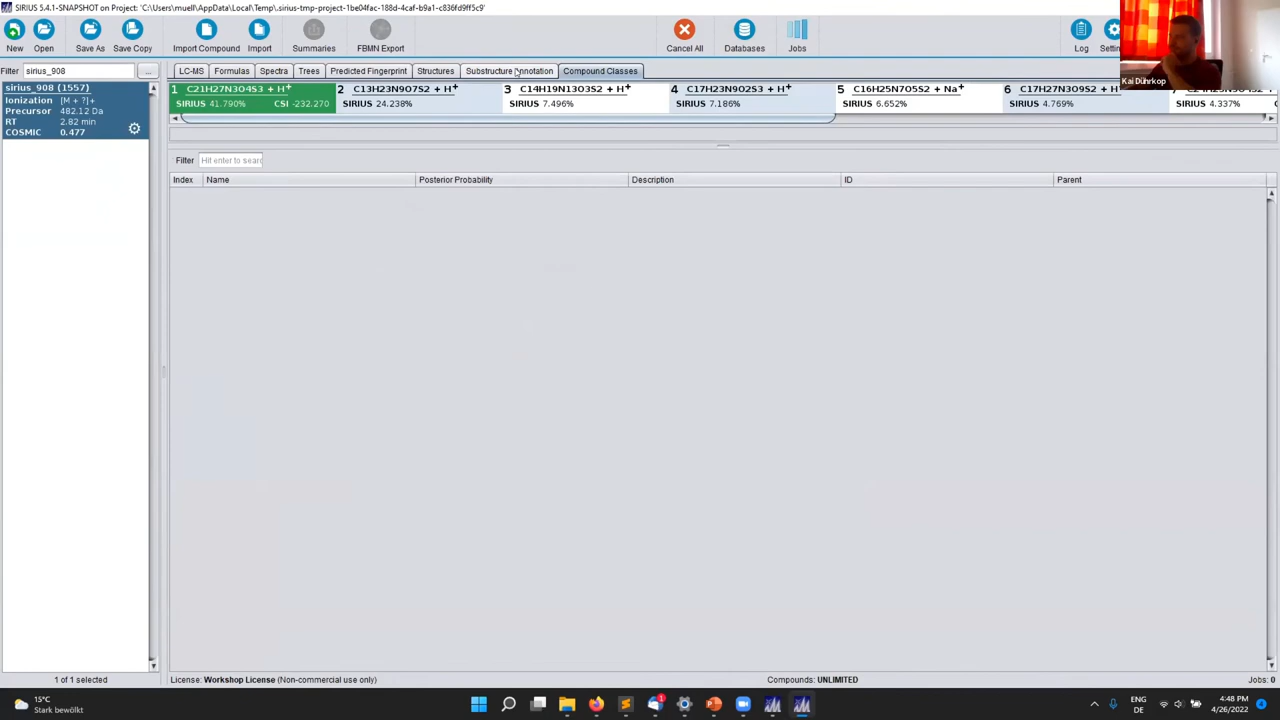 SIRIUS 5.4.1-SNAPSHOT on Project: 'C:\Users\muell\AppData\Local\Temp\.sirius-tmp-project-1be04fac-188d-4caf-b9a1-c836fd9ff5c9'
New Open Save As Save Copy Import Compound Import Summaries FBMN Export Cancel All Databases Jobs Log
Kai Dührkop
Filter sirius_908 ...
LC-MS Formulas Spectra Trees Predicted Fingerprint Structures Substructure Annotation Compound Classes
sirius_908 (1557)
Ionization [M + ?]+
Precursor 482.12 Da
RT 2.82 min
COSMIC 0.477
1 C21H27N3O4S3 + H+
SIRIUS 41.790% CSI -232.270
2 C13H23N9O7S2 + H+
SIRIUS 24.238%
3 C14H19N13O3S2 + H+
SIRIUS 7.496%
4 C17H23N9O2S3 + H+
SIRIUS 7.186%
5 C16H25N7O5S2 + Na+
SIRIUS 6.652%
6 C17H27N3O9S2 + H+
SIRIUS 4.769%
7
SIRIUS 4.337%
Filter Hit enter to searc
Index Name Posterior Probability Description ID Parent
1 of 1 selected
License: Workshop License (Non-commercial use only)
Compounds: UNLIMITED
Jobs: 0
15°C
Stark bewölkt
1
ENG
DE
4:48 PM
4/26/2022